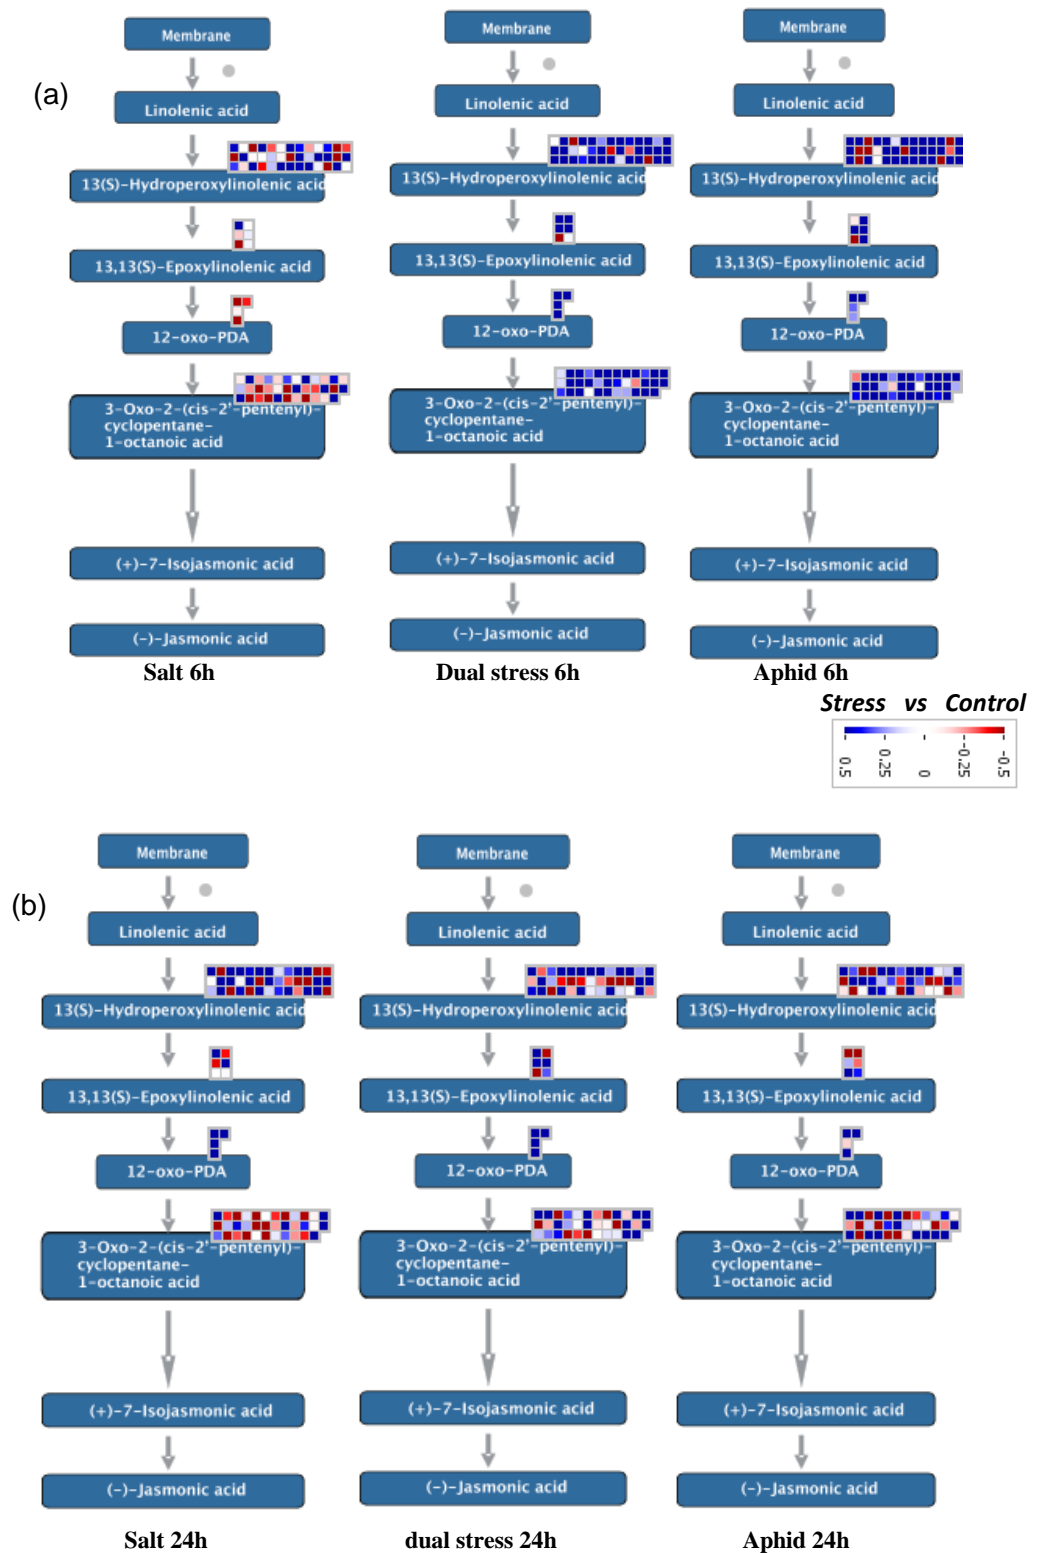 (a)
Membrane
Linolenic acid
13(S)-Hydroperoxylinolenic acid
13,13(S)-Epoxylinolenic acid
12-oxo-PDA
3-Oxo-2-(cis-2'-pentenyl)-
cyclopentane-
1-octanoic acid
(+)-7-Isojasmonic acid
(-)-Jasmonic acid
Salt 6h
Membrane
Linolenic acid
13(S)-Hydroperoxylinolenic acid
13,13(S)-Epoxylinolenic acid
12-oxo-PDA
3-Oxo-2-(cis-2'-pentenyl)-
cyclopentane-
1-octanoic acid
(+)-7-Isojasmonic acid
(-)-Jasmonic acid
Dual stress 6h
Membrane
Linolenic acid
13(S)-Hydroperoxylinolenic acid
13,13(S)-Epoxylinolenic acid
12-oxo-PDA
3-Oxo-2-(cis-2'-pentenyl)-
cyclopentane-
1-octanoic acid
(+)-7-Isojasmonic acid
(-)-Jasmonic acid
Aphid 6h
Stress vs Control
0.5 0.25 0 -0.25 -0.5
(b)
Membrane
Linolenic acid
13(S)-Hydroperoxylinolenic acid
13,13(S)-Epoxylinolenic acid
12-oxo-PDA
3-Oxo-2-(cis-2'-pentenyl)-
cyclopentane-
1-octanoic acid
(+)-7-Isojasmonic acid
(-)-Jasmonic acid
Salt 24h
Membrane
Linolenic acid
13(S)-Hydroperoxylinolenic acid
13,13(S)-Epoxylinolenic acid
12-oxo-PDA
3-Oxo-2-(cis-2'-pentenyl)-
cyclopentane-
1-octanoic acid
(+)-7-Isojasmonic acid
(-)-Jasmonic acid
dual stress 24h
Membrane
Linolenic acid
13(S)-Hydroperoxylinolenic acid
13,13(S)-Epoxylinolenic acid
12-oxo-PDA
3-Oxo-2-(cis-2'-pentenyl)-
cyclopentane-
1-octanoic acid
(+)-7-Isojasmonic acid
(-)-Jasmonic acid
Aphid 24h